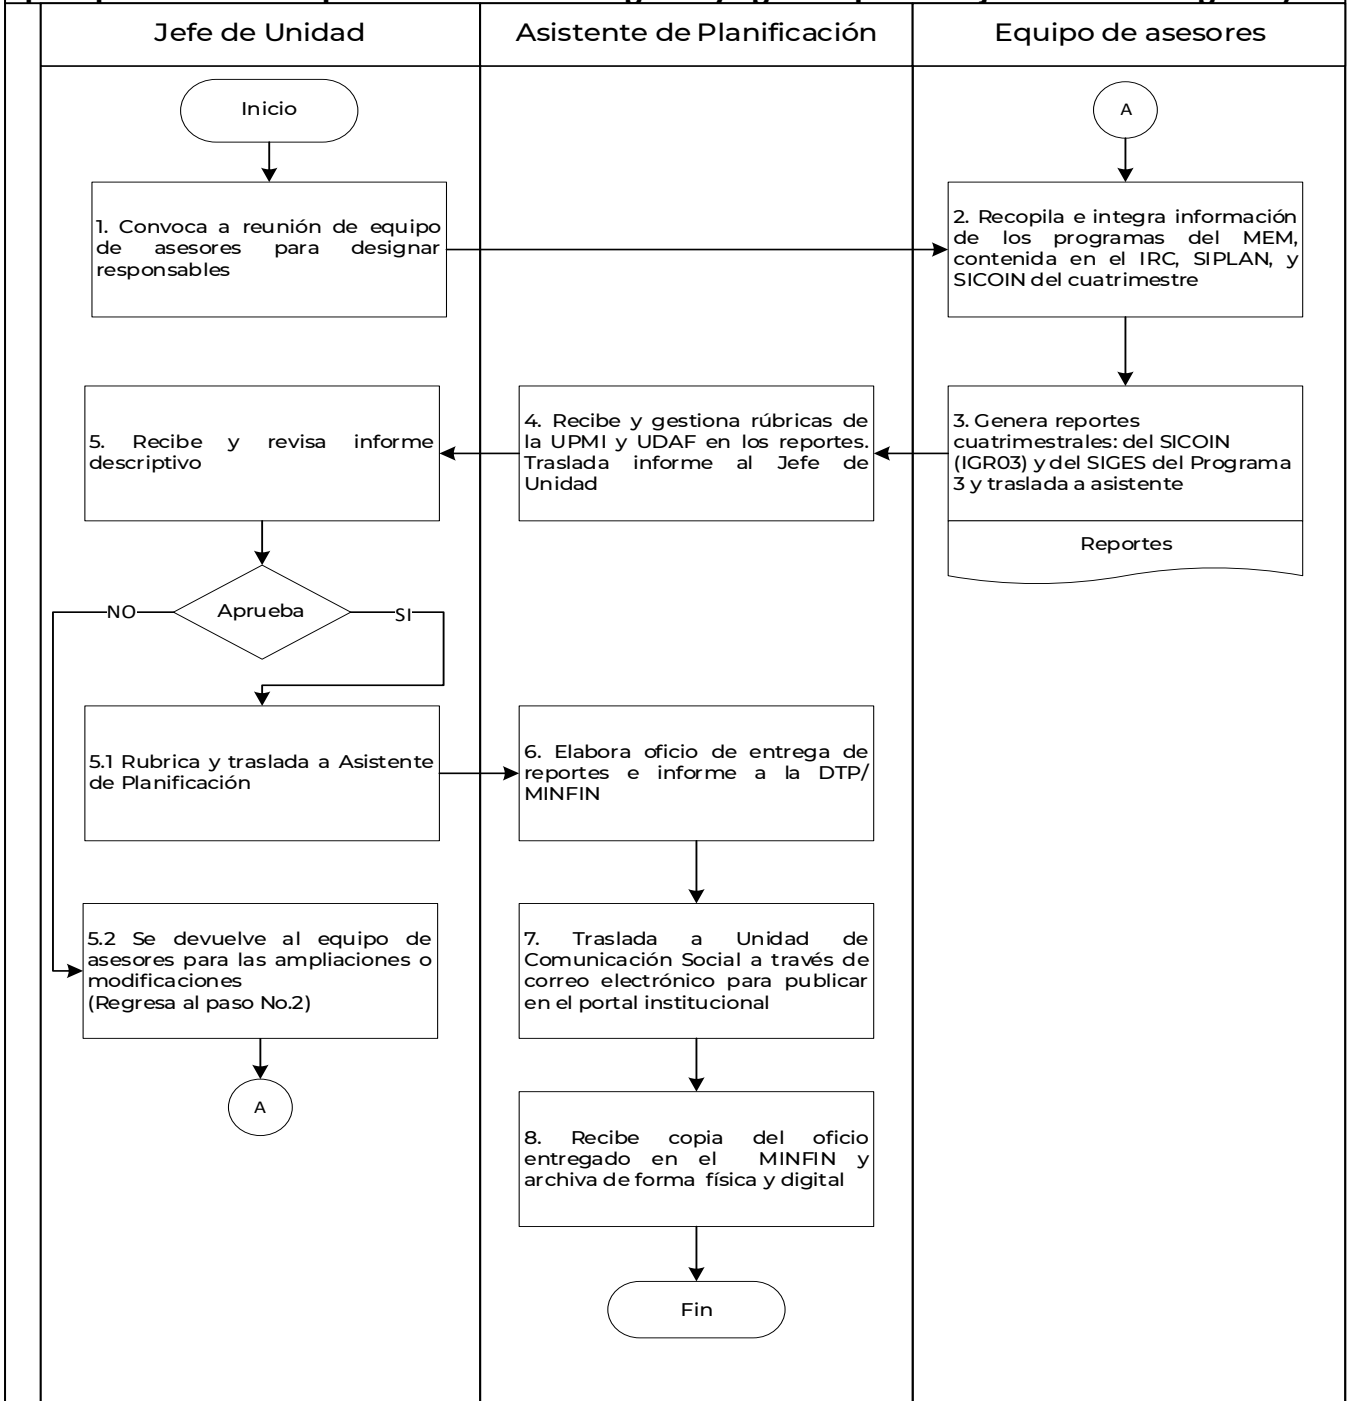 Jefe de Unidad
Asistente de Planificación
Equipo de asesores
Inicio
A
1. Convoca a reunión de equipo
de asesores para designar
responsables
2. Recopila e integra información
de los programas del MEM,
contenida en el IRC, SIPLAN, y
SICOIN del cuatrimestre
5. Recibe y revisa informe
descriptivo
4. Recibe y gestiona rúbricas de
la UPMI y UDAF en los reportes.
Traslada informe al Jefe de
Unidad
3. Genera reportes
cuatrimestrales: del SICOIN
(IGR03) y del SIGES del Programa
3 y traslada a asistente
Reportes
Aprueba
NO
SI
5.1 Rubrica y traslada a Asistente
de Planificación
6. Elabora oficio de entrega de
reportes e informe a la DTP/
MINFIN
5.2 Se devuelve al equipo de
asesores para las ampliaciones o
modificaciones
(Regresa al paso No.2)
7. Traslada a Unidad de
Comunicación Social a través de
correo electrónico para publicar
en el portal institucional
A
8. Recibe copia del oficio
entregado en el MINFIN y
archiva de forma física y digital
Fin